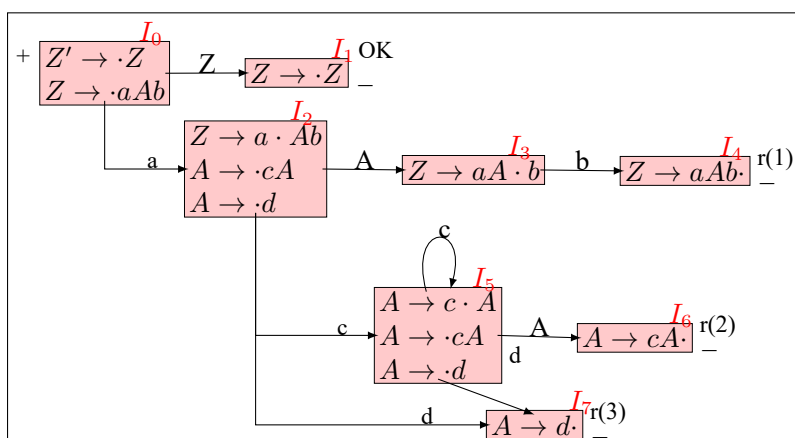 I₀
+
Z′ → ·Z
Z → ·aAb
Z
I₁ OK
Z → ·Z
−
a
I₂
Z → a · Ab
A → ·cA
A → ·d
A
I₃
Z → aA · b
b
I₄ r(1)
Z → aAb·
−
c
I₅
A → c · A
A → ·cA
A → ·d
c
A
d
I₆ r(2)
A → cA·
−
d
I₇ r(3)
A → d·
−